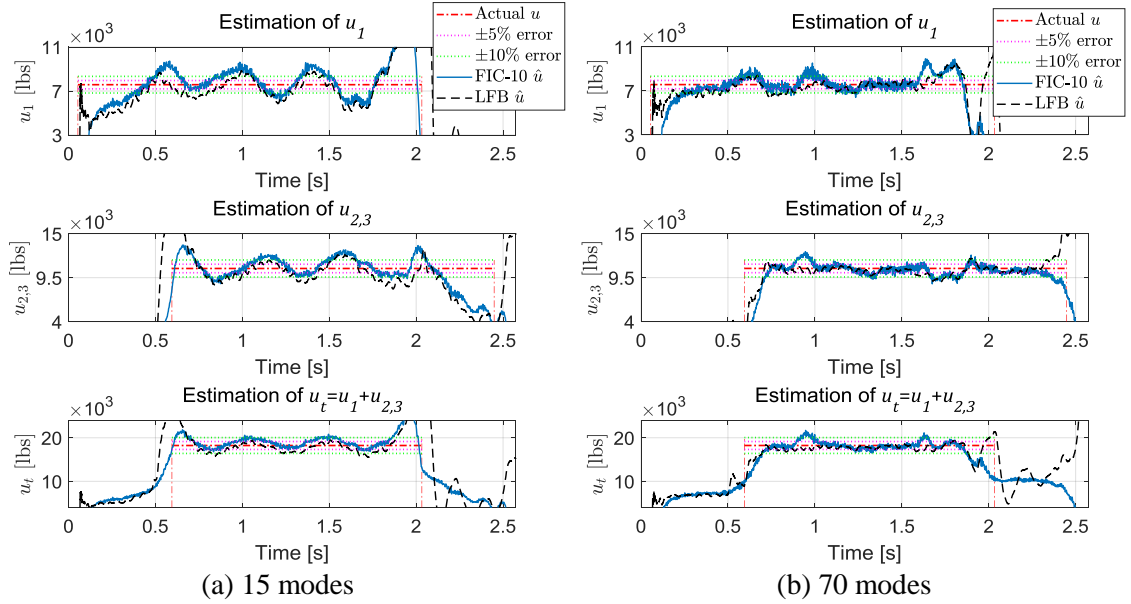 Estimation of u1
Actual u
±5% error
±10% error
FIC-10 û
LFB û
×10³
11
7
3
u1 [lbs]
0 0.5 1 1.5 2 2.5
Time [s]
Estimation of u2,3
×10³
15
9.5
4
u2,3 [lbs]
0 0.5 1 1.5 2 2.5
Time [s]
Estimation of ut=u1+u2,3
×10³
20
10
ut [lbs]
0 0.5 1 1.5 2 2.5
Time [s]
(a) 15 modes
Estimation of u1
Actual u
±5% error
±10% error
FIC-10 û
LFB û
×10³
11
7
3
u1 [lbs]
0 0.5 1 1.5 2 2.5
Time [s]
Estimation of u2,3
×10³
15
9.5
4
u2,3 [lbs]
0 0.5 1 1.5 2 2.5
Time [s]
Estimation of ut=u1+u2,3
×10³
20
10
ut [lbs]
0 0.5 1 1.5 2 2.5
Time [s]
(b) 70 modes